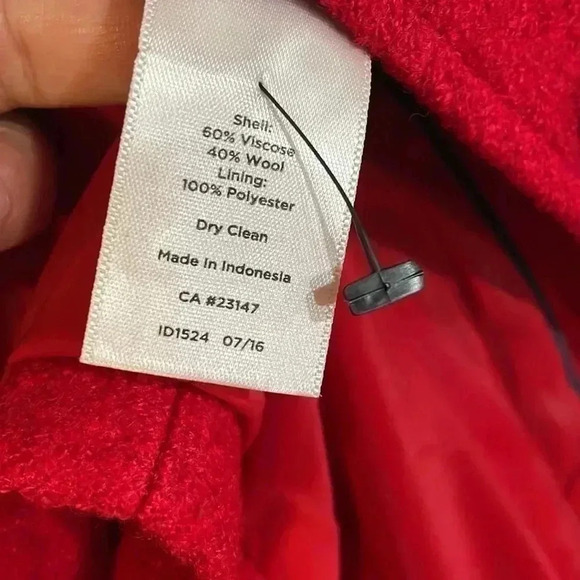 Shell:
60% Viscose
40% Wool
Lining:
100% Polyester
Dry Clean
Made in Indonesia
CA #23147
ID1524 07/16